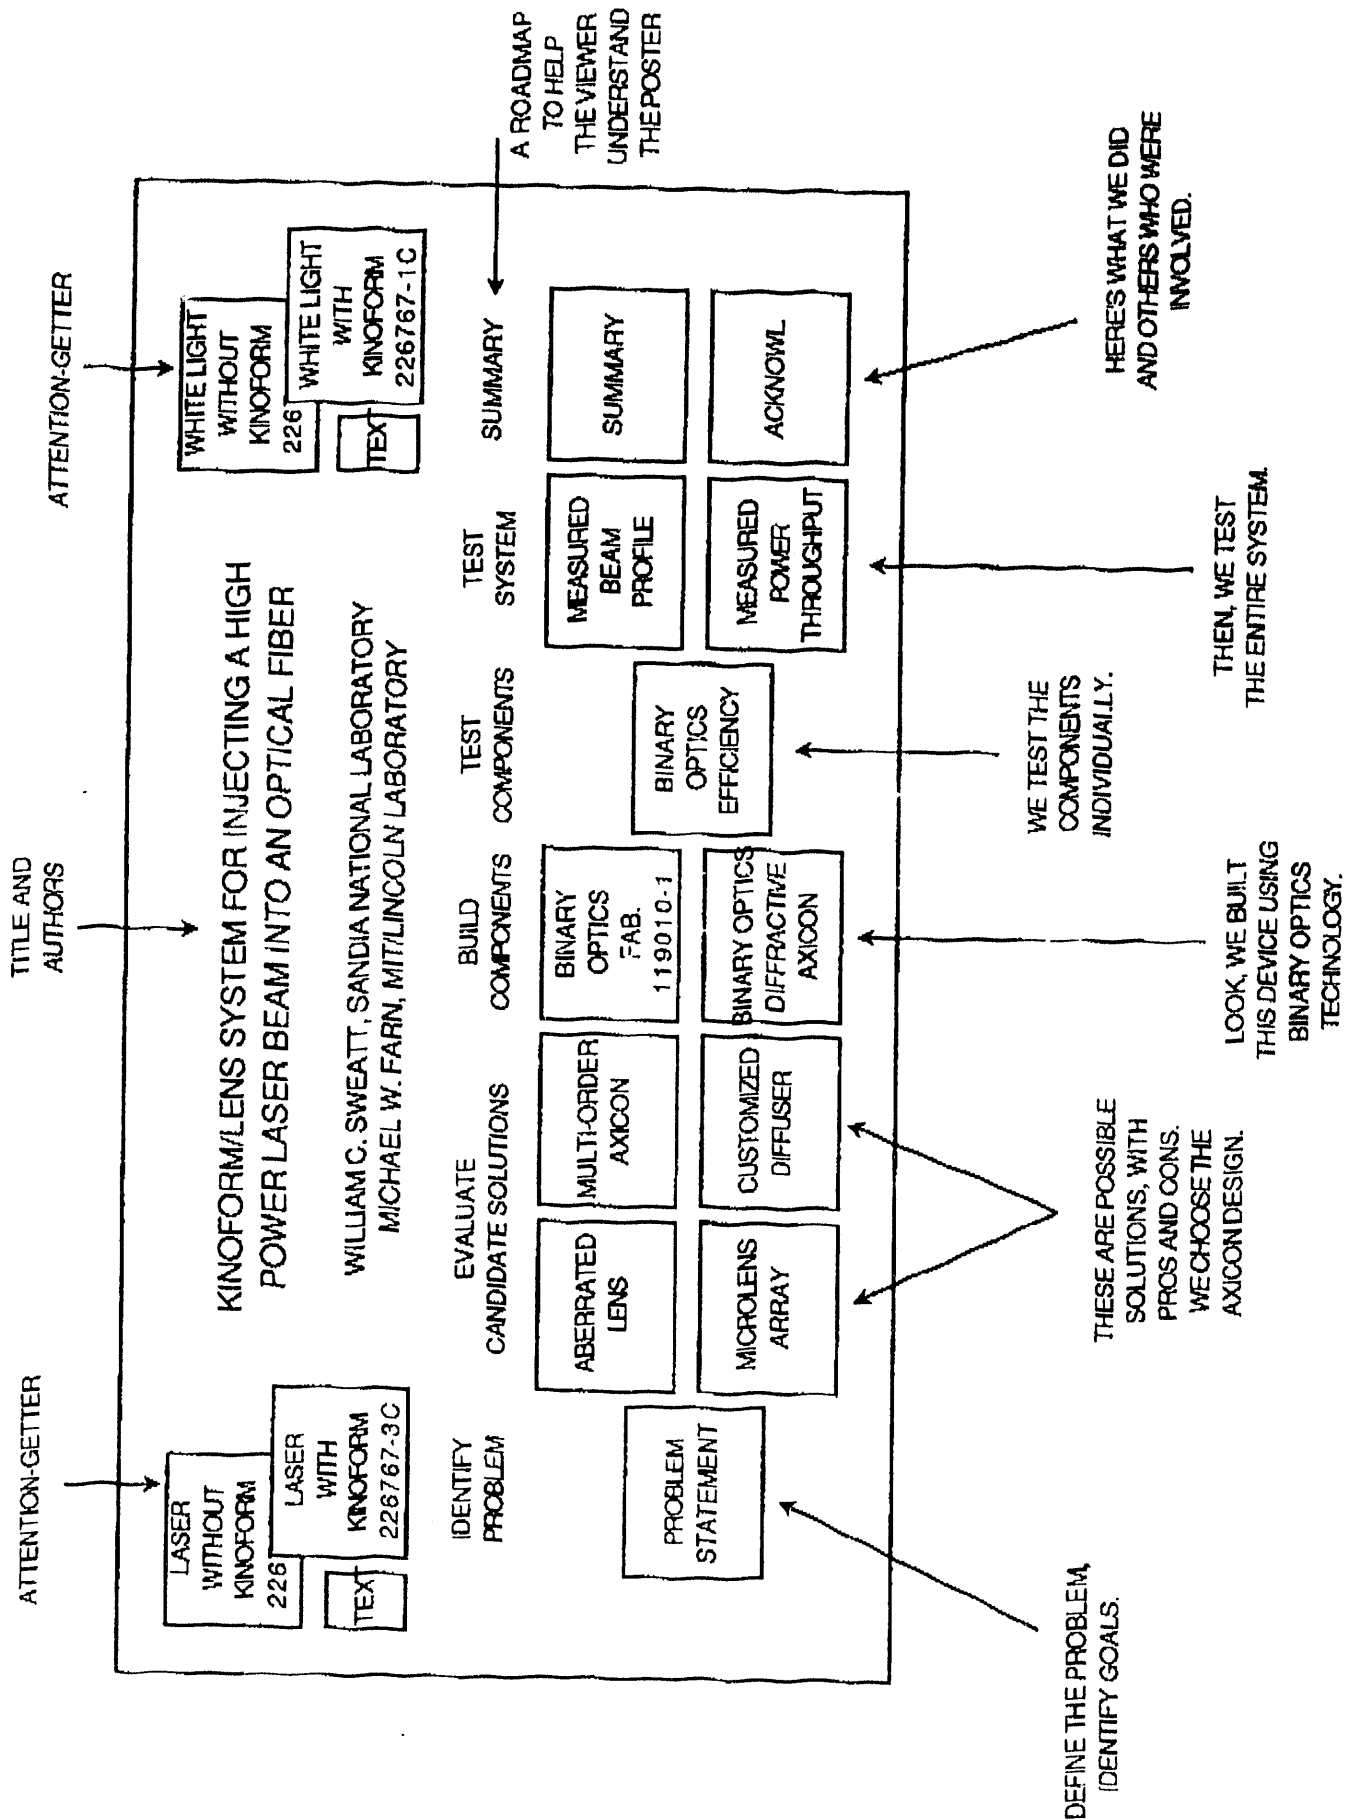 ATTENTION-GETTER
TITLE AND
AUTHORS
ATTENTION-GETTER
LASER
WITHOUT
KINOFORM
226
LASER
WITH
KINOFORM
226767-3C
TEXT
KINOFORM/LENS SYSTEM FOR INJECTING A HIGH
POWER LASER BEAM INTO AN OPTICAL FIBER
WILLIAM C. SWEATT, SANDIA NATIONAL LABORATORY
MICHAEL W. FARN, MIT/LINCOLN LABORATORY
WHITE LIGHT
WITHOUT
KINOFORM
226
WHITE LIGHT
WITH
KINOFORM
226767-1C
TEXT
IDENTIFY
PROBLEM
EVALUATE
CANDIDATE SOLUTIONS
BUILD
COMPONENTS
TEST
COMPONENTS
TEST
SYSTEM
SUMMARY
A ROADMAP
TO HELP
THE VIEWER
UNDERSTAND
THE POSTER
PROBLEM
STATEMENT
ABERRATED
LENS
MULTI-ORDER
AXICON
MICROLENS
ARRAY
CUSTOMIZED
DIFFUSER
BINARY
OPTICS
FAB.
119010-1
BINARY OPTICS
DIFFRACTIVE
AXICON
BINARY
OPTICS
EFFICIENCY
MEASURED
BEAM
PROFILE
MEASURED
POWER
THROUGHPUT
SUMMARY
ACKNOWL.
DEFINE THE PROBLEM,
IDENTIFY GOALS.
THESE ARE POSSIBLE
SOLUTIONS, WITH
PROS AND CONS.
WE CHOOSE THE
AXICON DESIGN.
LOOK, WE BUILT
THIS DEVICE USING
BINARY OPTICS
TECHNOLOGY.
WE TEST THE
COMPONENTS
INDIVIDUALLY.
THEN, WE TEST
THE ENTIRE SYSTEM.
HERE'S WHAT WE DID
AND OTHERS WHO WERE
INVOLVED.